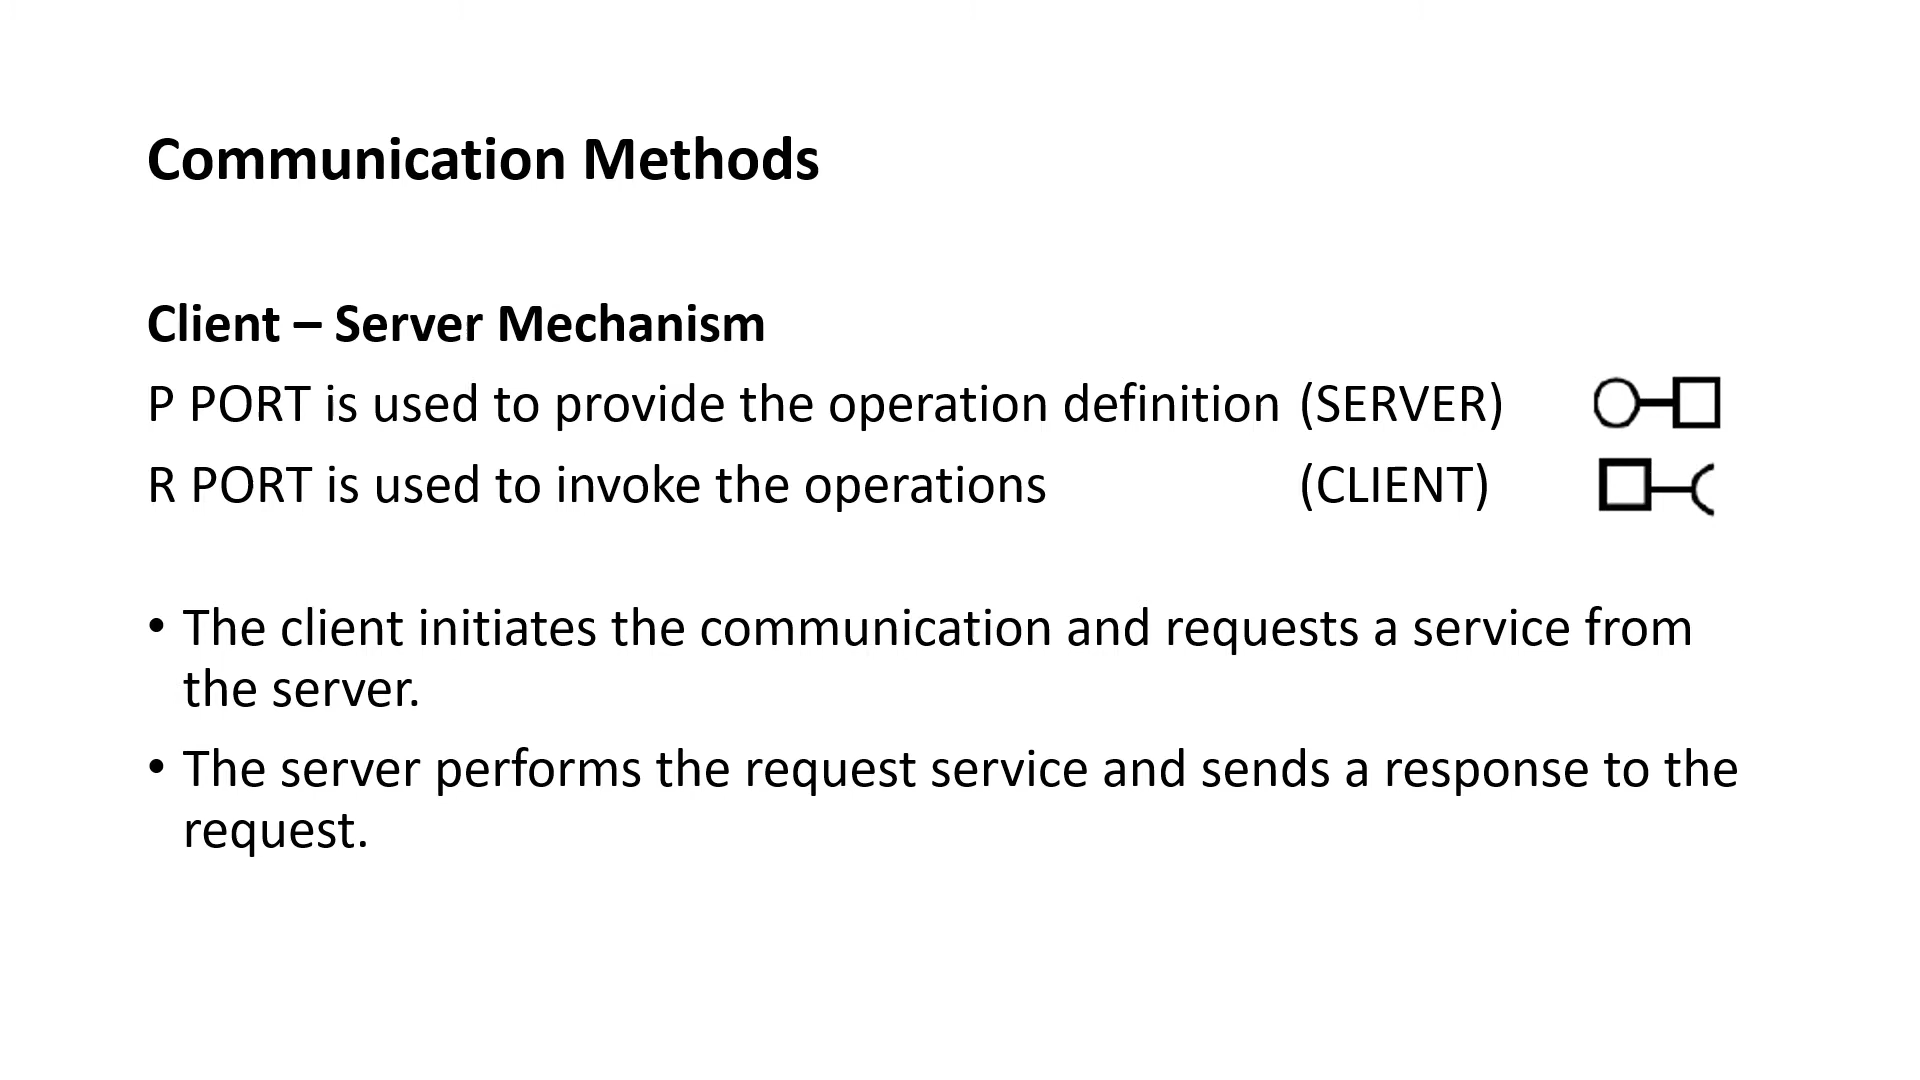 Communication Methods
Client – Server Mechanism
P PORT is used to provide the operation definition (SERVER)
R PORT is used to invoke the operations (CLIENT)
• The client initiates the communication and requests a service from
the server.
• The server performs the request service and sends a response to the
request.